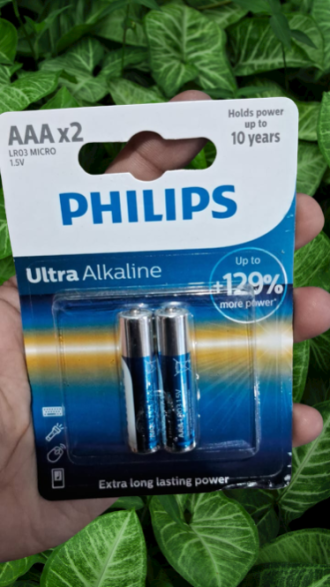 AAA x2
LR03 MICRO
1.5V
Holds power
up to
10 years
PHILIPS
Ultra Alkaline
Up to
+129%
more power*
Extra long lasting power